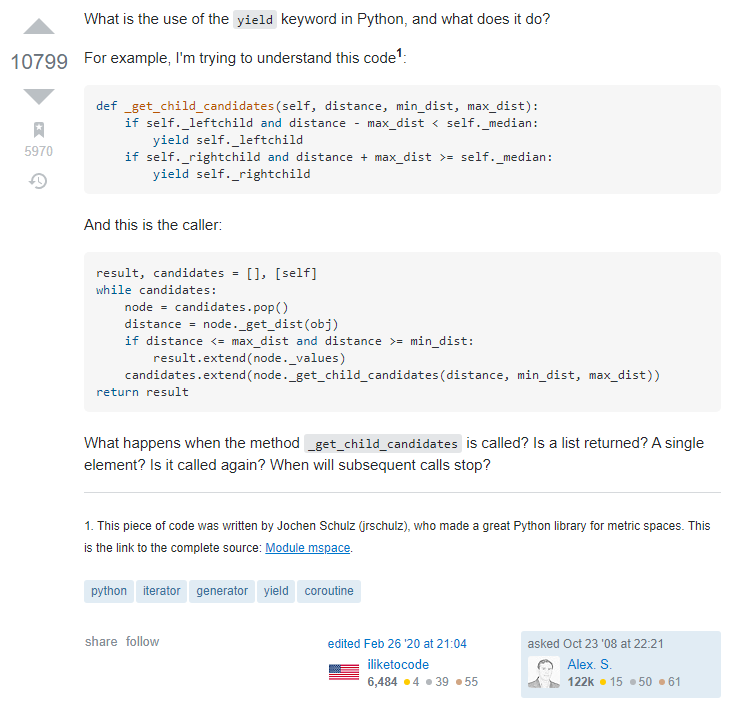 What is the use of the yield keyword in Python, and what does it do?
10799
For example, I'm trying to understand this code1:
def _get_child_candidates(self, distance, min_dist, max_dist):
    if self._leftchild and distance - max_dist < self._median:
        yield self._leftchild
    if self._rightchild and distance + max_dist >= self._median:
        yield self._rightchild
5970
And this is the caller:
result, candidates = [], [self]
while candidates:
    node = candidates.pop()
    distance = node._get_dist(obj)
    if distance <= max_dist and distance >= min_dist:
        result.extend(node._values)
    candidates.extend(node._get_child_candidates(distance, min_dist, max_dist))
return result
What happens when the method _get_child_candidates is called? Is a list returned? A single
element? Is it called again? When will subsequent calls stop?
1. This piece of code was written by Jochen Schulz (jrschulz), who made a great Python library for metric spaces. This
is the link to the complete source: Module mspace.
python iterator generator yield coroutine
share follow
edited Feb 26 '20 at 21:04
iliketocode
6,484 4 39 55
asked Oct 23 '08 at 22:21
Alex. S.
122k 15 50 61